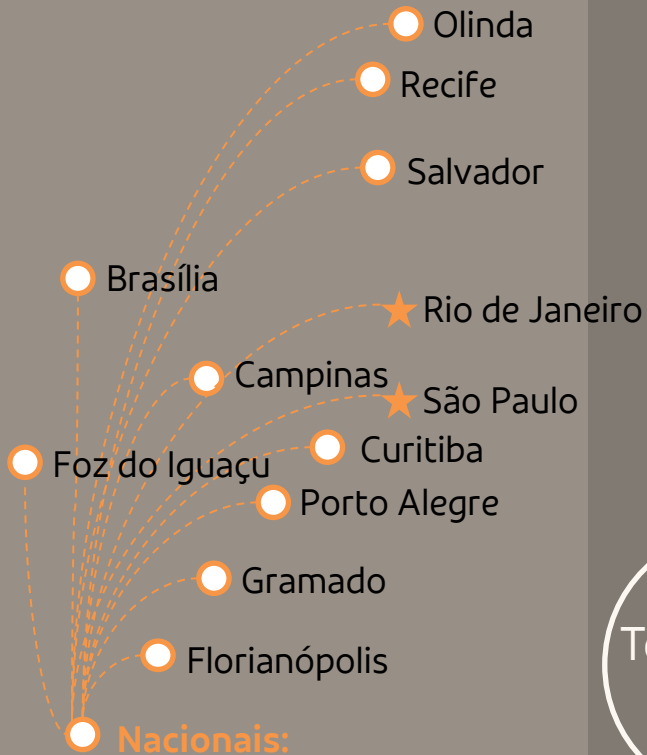 Olinda
Recife
Salvador
Brasília
Rio de Janeiro
Campinas
São Paulo
Curitiba
Foz do Iguaçu
Porto Alegre
Gramado
Florianópolis
Nacionais: